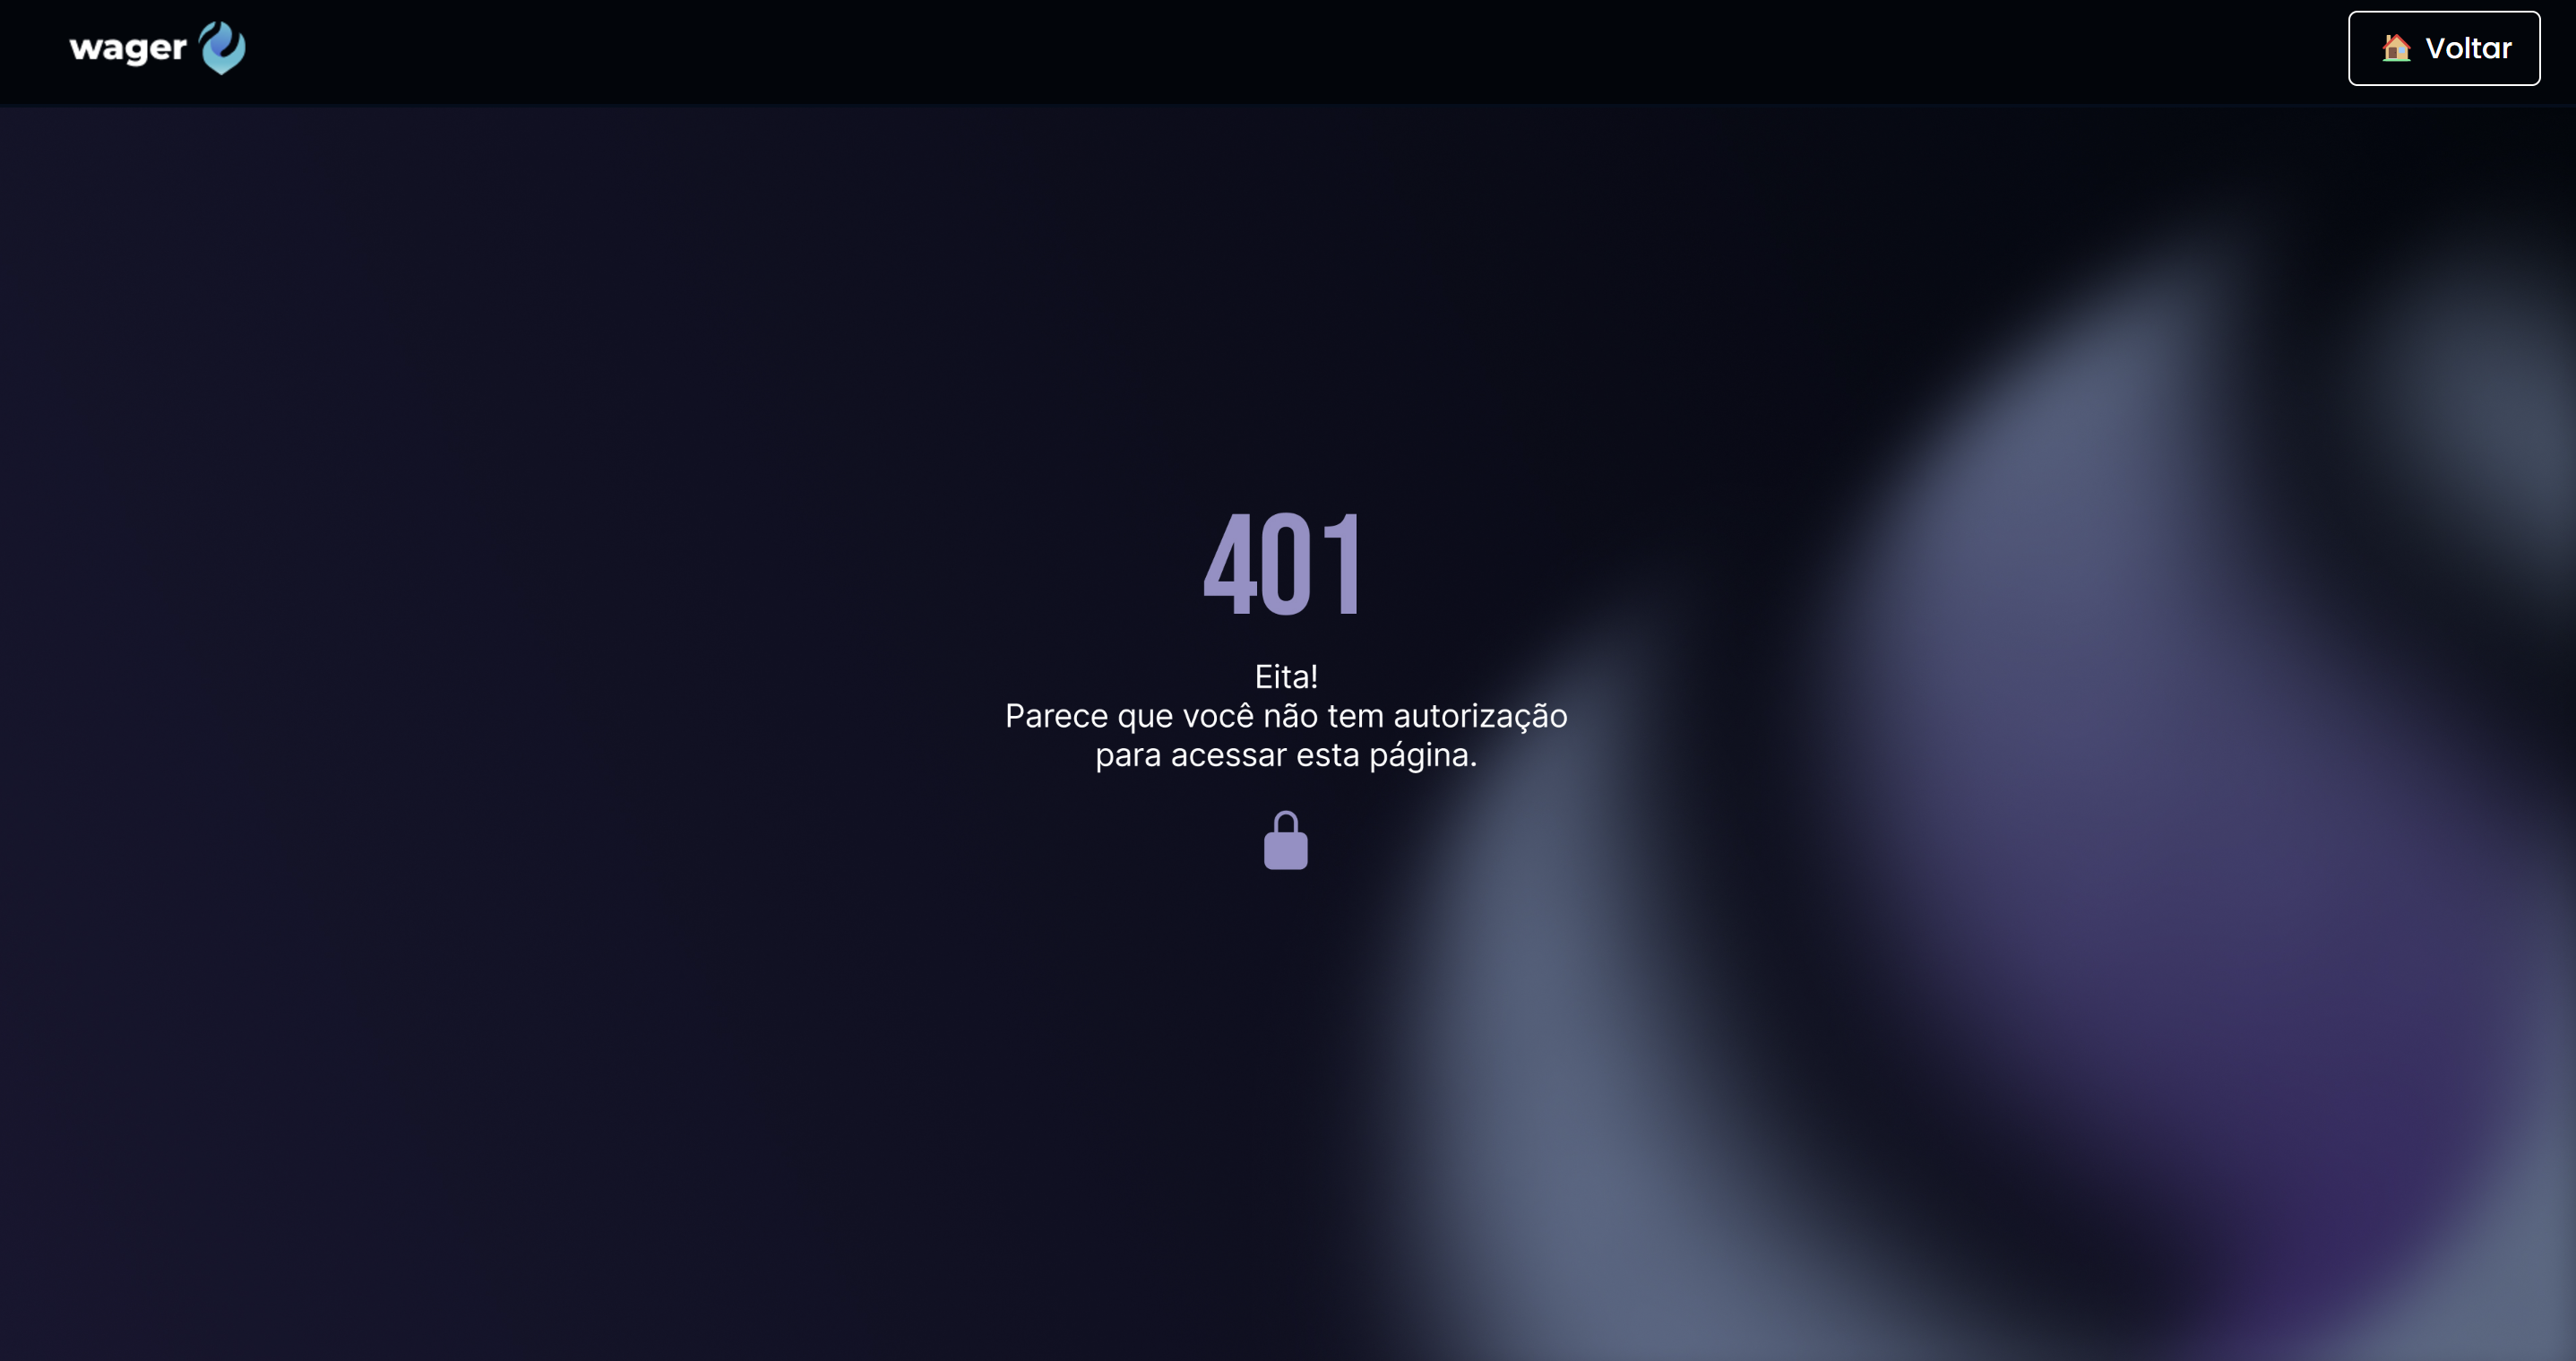 wager
🏠 Voltar
401
Eita!
Parece que você não tem autorização
para acessar esta página.